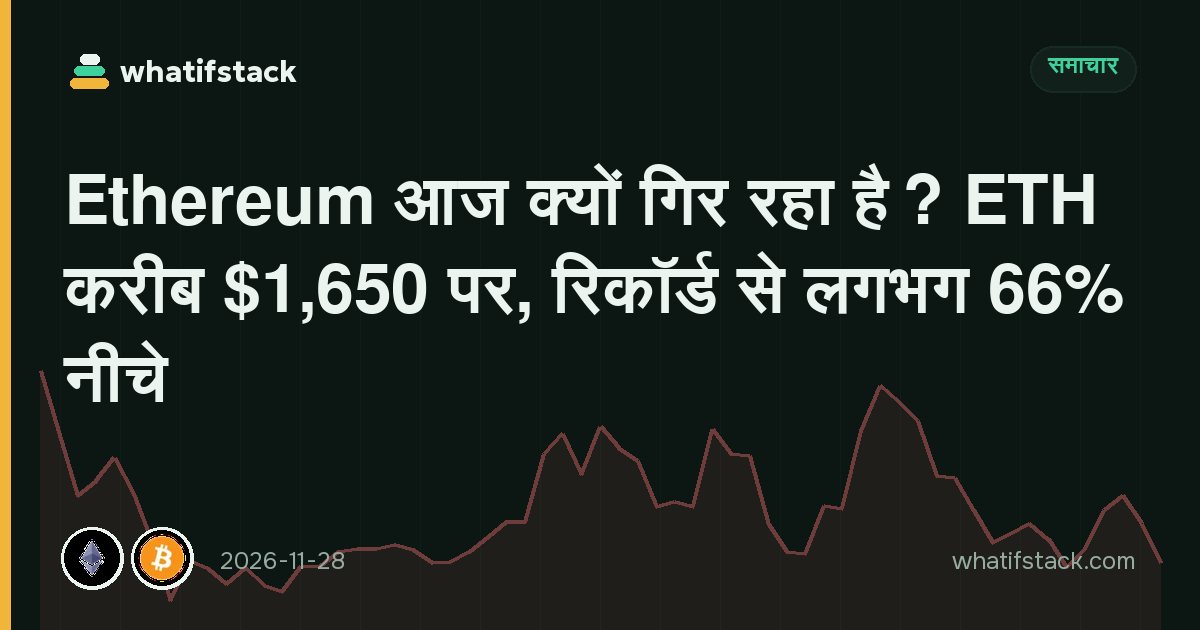 whatifstack
समाचार
Ethereum आज क्यों गिर रहा है ? ETH
करीब $1,650 पर, रिकॉर्ड से लगभग 66%
नीचे
2026-11-28
whatifstack.com